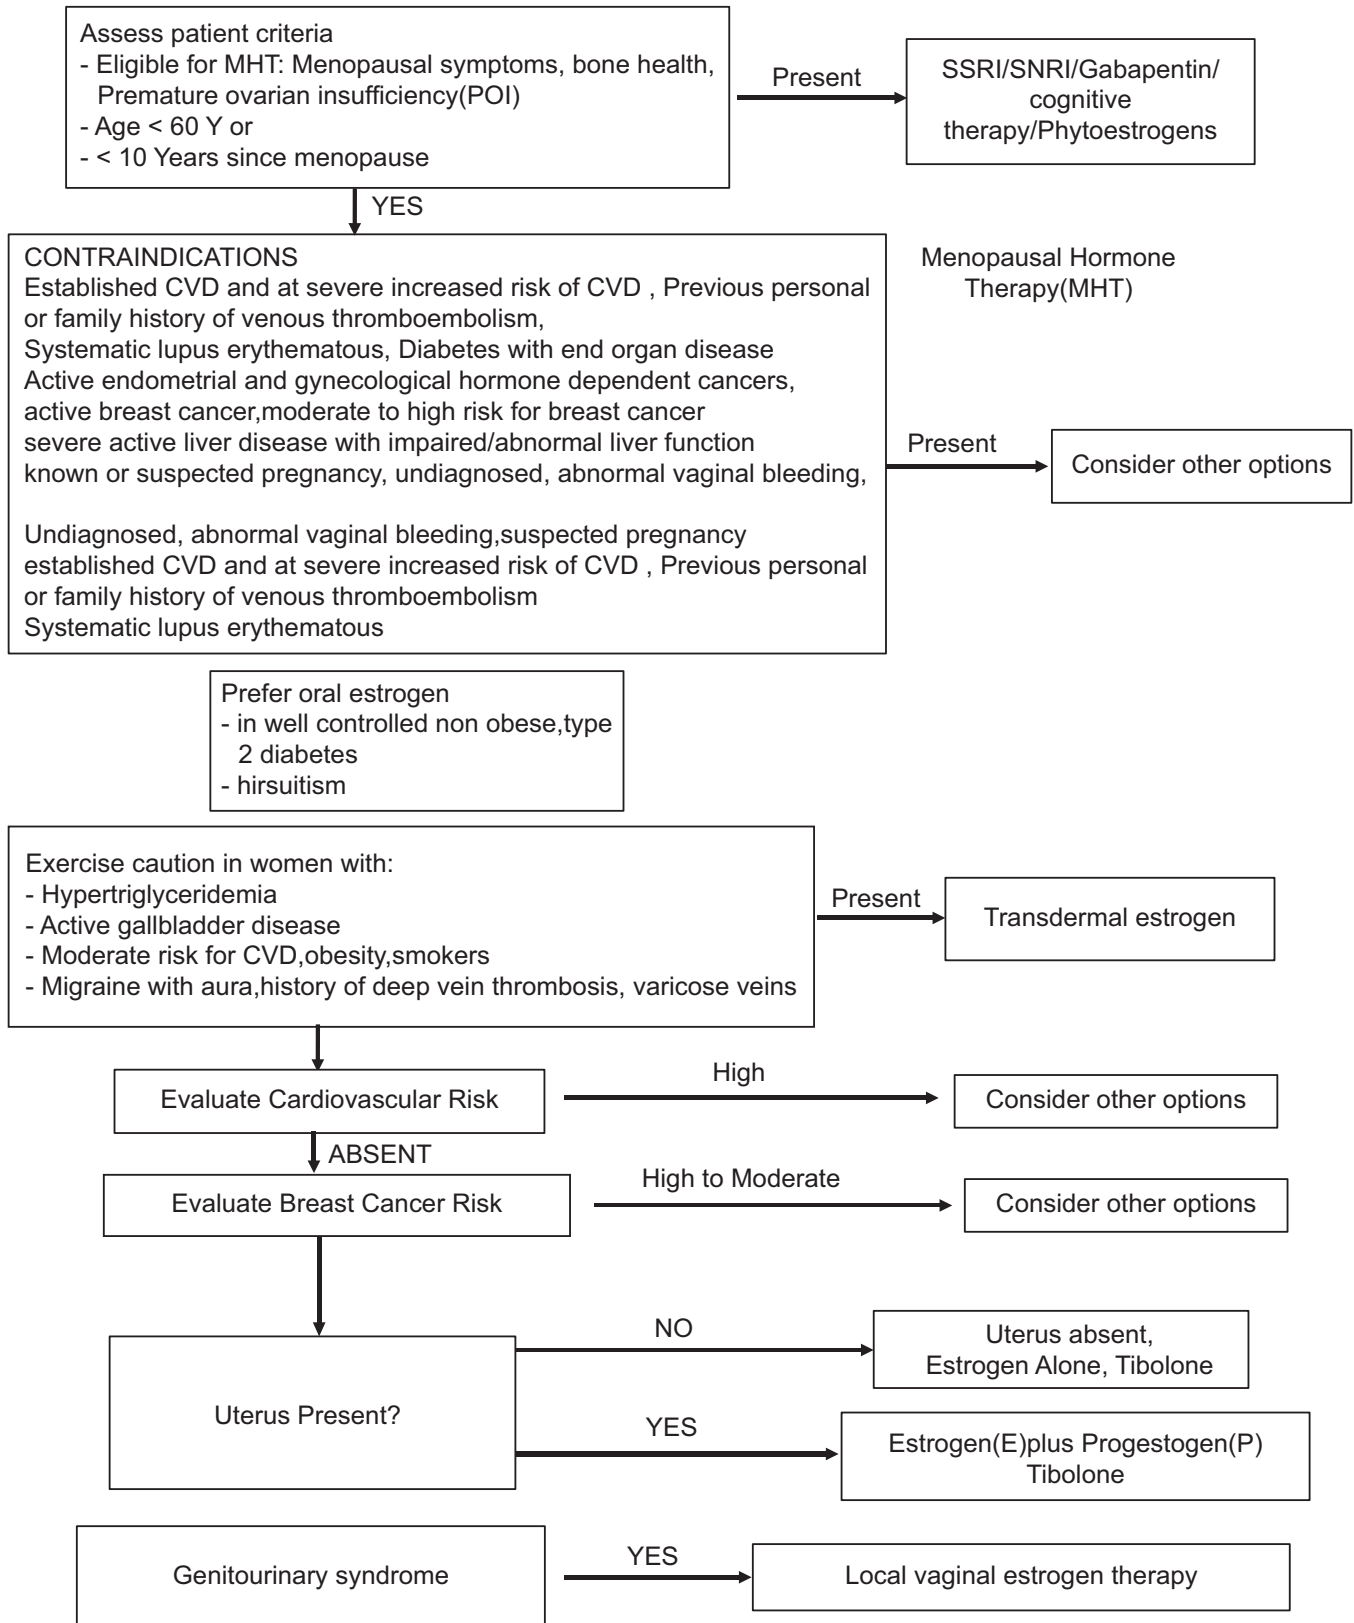 Assess patient criteria
- Eligible for MHT: Menopausal symptoms, bone health,
Premature ovarian insufficiency(POI)
- Age < 60 Y or
- < 10 Years since menopause
Present
SSRI/SNRI/Gabapentin/
cognitive
therapy/Phytoestrogens
YES
CONTRAINDICATIONS
Established CVD and at severe increased risk of CVD , Previous personal
or family history of venous thromboembolism,
Systematic lupus erythematous, Diabetes with end organ disease
Active endometrial and gynecological hormone dependent cancers,
active breast cancer,moderate to high risk for breast cancer
severe active liver disease with impaired/abnormal liver function
known or suspected pregnancy, undiagnosed, abnormal vaginal bleeding,
Undiagnosed, abnormal vaginal bleeding,suspected pregnancy
established CVD and at severe increased risk of CVD , Previous personal
or family history of venous thromboembolism
Systematic lupus erythematous
Menopausal Hormone
Therapy(MHT)
Present
Consider other options
Prefer oral estrogen
- in well controlled non obese,type
2 diabetes
- hirsuitism
Exercise caution in women with:
- Hypertriglyceridemia
- Active gallbladder disease
- Moderate risk for CVD,obesity,smokers
- Migraine with aura,history of deep vein thrombosis, varicose veins
Present
Transdermal estrogen
Evaluate Cardiovascular Risk
High
Consider other options
ABSENT
Evaluate Breast Cancer Risk
High to Moderate
Consider other options
Uterus Present?
NO
Uterus absent,
Estrogen Alone, Tibolone
YES
Estrogen(E)plus Progestogen(P)
Tibolone
Genitourinary syndrome
YES
Local vaginal estrogen therapy